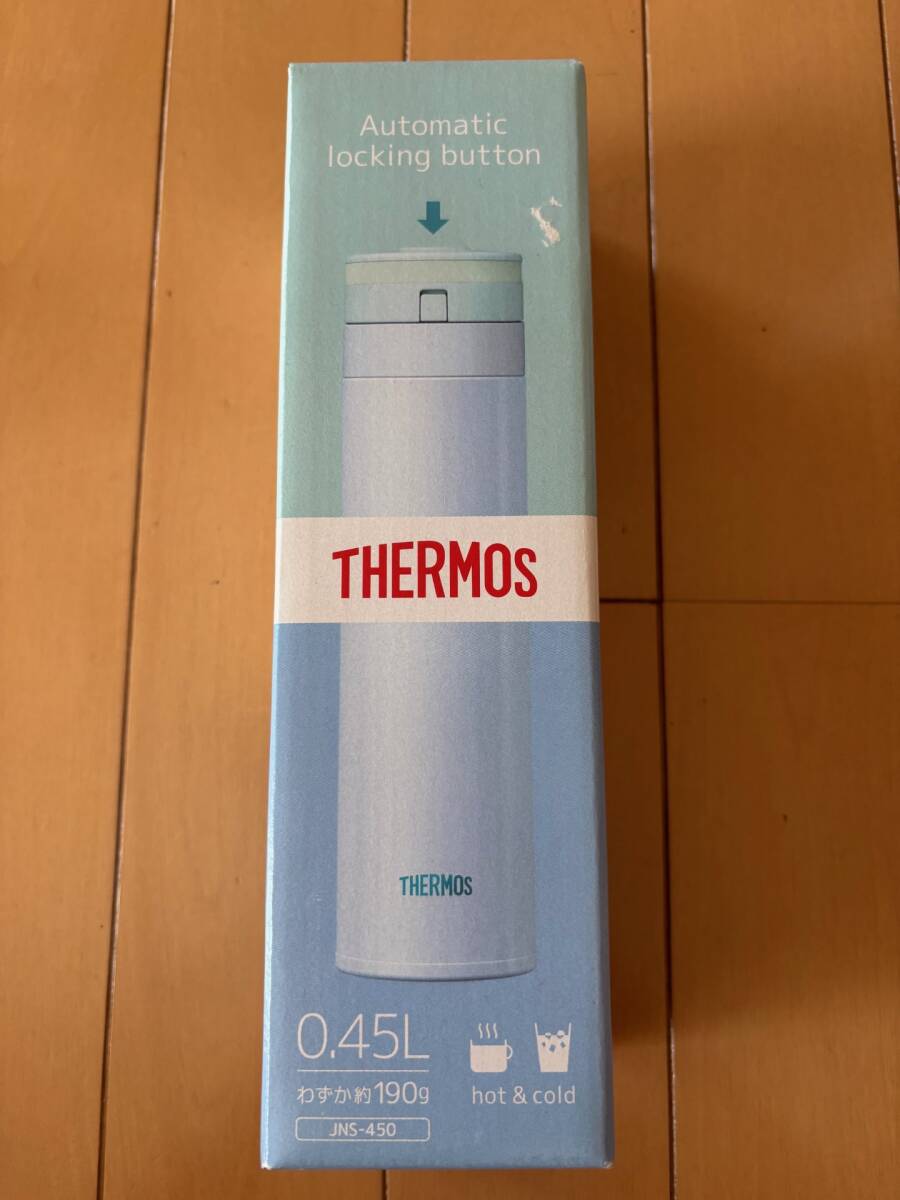 Automatic
locking button
THERMOS
THERMOS
0.45L
わずか約190g
JNS-450
hot & cold